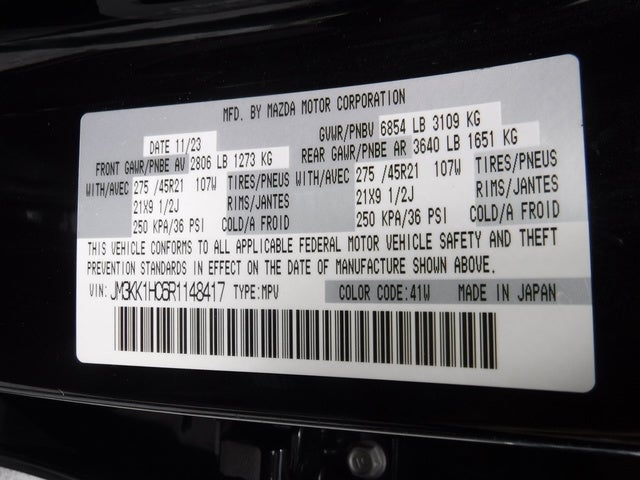 MFD. BY MAZDA MOTOR CORPORATION
DATE 11/23 GVWR/PNBV 6854 LB 3109 KG
FRONT GAWR/PNBE AV 2806 LB 1273 KG REAR GAWR/PNBE AR 3640 LB 1651 KG
WITH/AVEC 275 /45R21 107W TIRES/PNEUS WITH/AVEC 275 /45R21 107W TIRES/PNEUS
21X9 1/2J RIMS/JANTES 21X9 1/2J RIMS/JANTES
250 KPA/36 PSI COLD/A FROID 250 KPA/36 PSI COLD/A FROID
THIS VEHICLE CONFORMS TO ALL APPLICABLE FEDERAL MOTOR VEHICLE SAFETY AND THEFT
PREVENTION STANDARDS IN EFFECT ON THE DATE OF MANUFACTURE SHOWN ABOVE.
VIN: JM3KK1HC6R1148417 TYPE:MPV COLOR CODE:41W MADE IN JAPAN